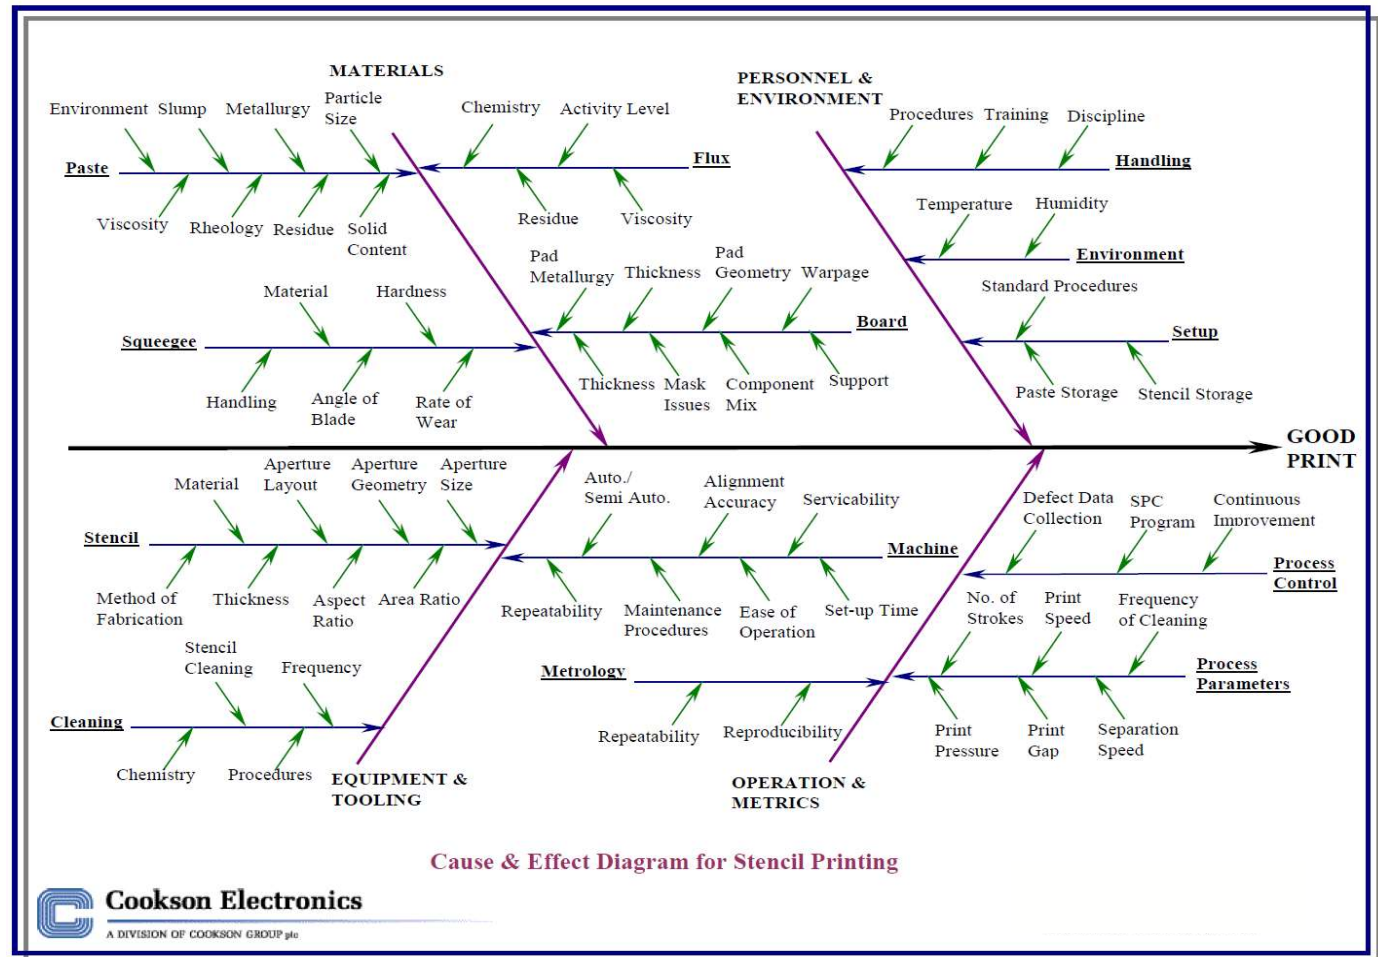 MATERIALS
PERSONNEL &
ENVIRONMENT
Environment
Slump
Metallurgy
Particle
Size
Chemistry
Activity Level
Procedures
Training
Discipline
Paste
Flux
Handling
Viscosity
Rheology
Residue
Solid
Content
Residue
Viscosity
Temperature
Humidity
Environment
Pad
Metallurgy
Thickness
Pad
Geometry
Warpage
Material
Hardness
Standard Procedures
Squeegee
Board
Setup
Handling
Angle of
Blade
Rate of
Wear
Thickness
Mask
Issues
Component
Mix
Support
Paste Storage
Stencil Storage
GOOD
PRINT
Material
Aperture
Layout
Aperture
Geometry
Aperture
Size
Auto./
Semi Auto.
Alignment
Accuracy
Servicability
Defect Data
Collection
SPC
Program
Continuous
Improvement
Stencil
Machine
Process
Control
Method of
Fabrication
Thickness
Aspect
Ratio
Area Ratio
Repeatability
Maintenance
Procedures
Ease of
Operation
Set-up Time
No. of
Strokes
Print
Speed
Frequency
of Cleaning
Stencil
Cleaning
Frequency
Metrology
Process
Parameters
Cleaning
Chemistry
Procedures
Repeatability
Reproducibility
Print
Pressure
Print
Gap
Separation
Speed
EQUIPMENT &
TOOLING
OPERATION &
METRICS
Cause & Effect Diagram for Stencil Printing
Cookson Electronics
A DIVISION OF COOKSON GROUP plc